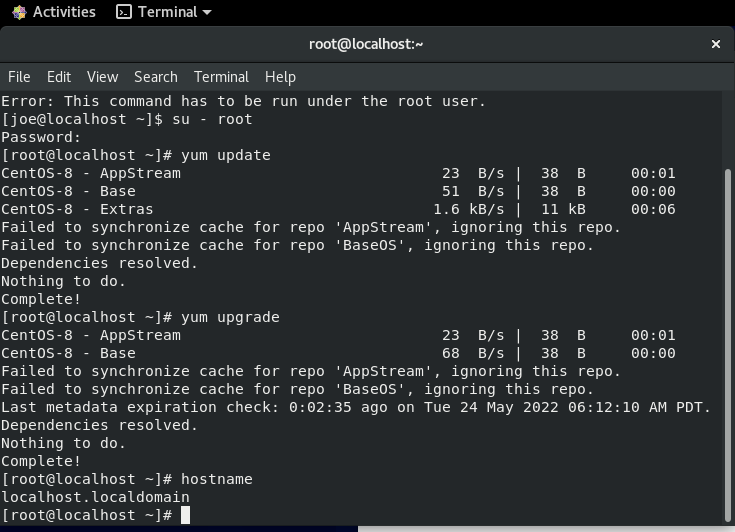 Activities Terminal
root@localhost:~
File Edit View Search Terminal Help
Error: This command has to be run under the root user.
[joe@localhost ~]$ su - root
Password:
[root@localhost ~]# yum update
CentOS-8 - AppStream 23 B/s | 38 B 00:01
CentOS-8 - Base 51 B/s | 38 B 00:00
CentOS-8 - Extras 1.6 kB/s | 11 kB 00:06
Failed to synchronize cache for repo 'AppStream', ignoring this repo.
Failed to synchronize cache for repo 'BaseOS', ignoring this repo.
Dependencies resolved.
Nothing to do.
Complete!
[root@localhost ~]# yum upgrade
CentOS-8 - AppStream 23 B/s | 38 B 00:01
CentOS-8 - Base 68 B/s | 38 B 00:00
Failed to synchronize cache for repo 'AppStream', ignoring this repo.
Failed to synchronize cache for repo 'BaseOS', ignoring this repo.
Last metadata expiration check: 0:02:35 ago on Tue 24 May 2022 06:12:10 AM PDT.
Dependencies resolved.
Nothing to do.
Complete!
[root@localhost ~]# hostname
localhost.localdomain
[root@localhost ~]#